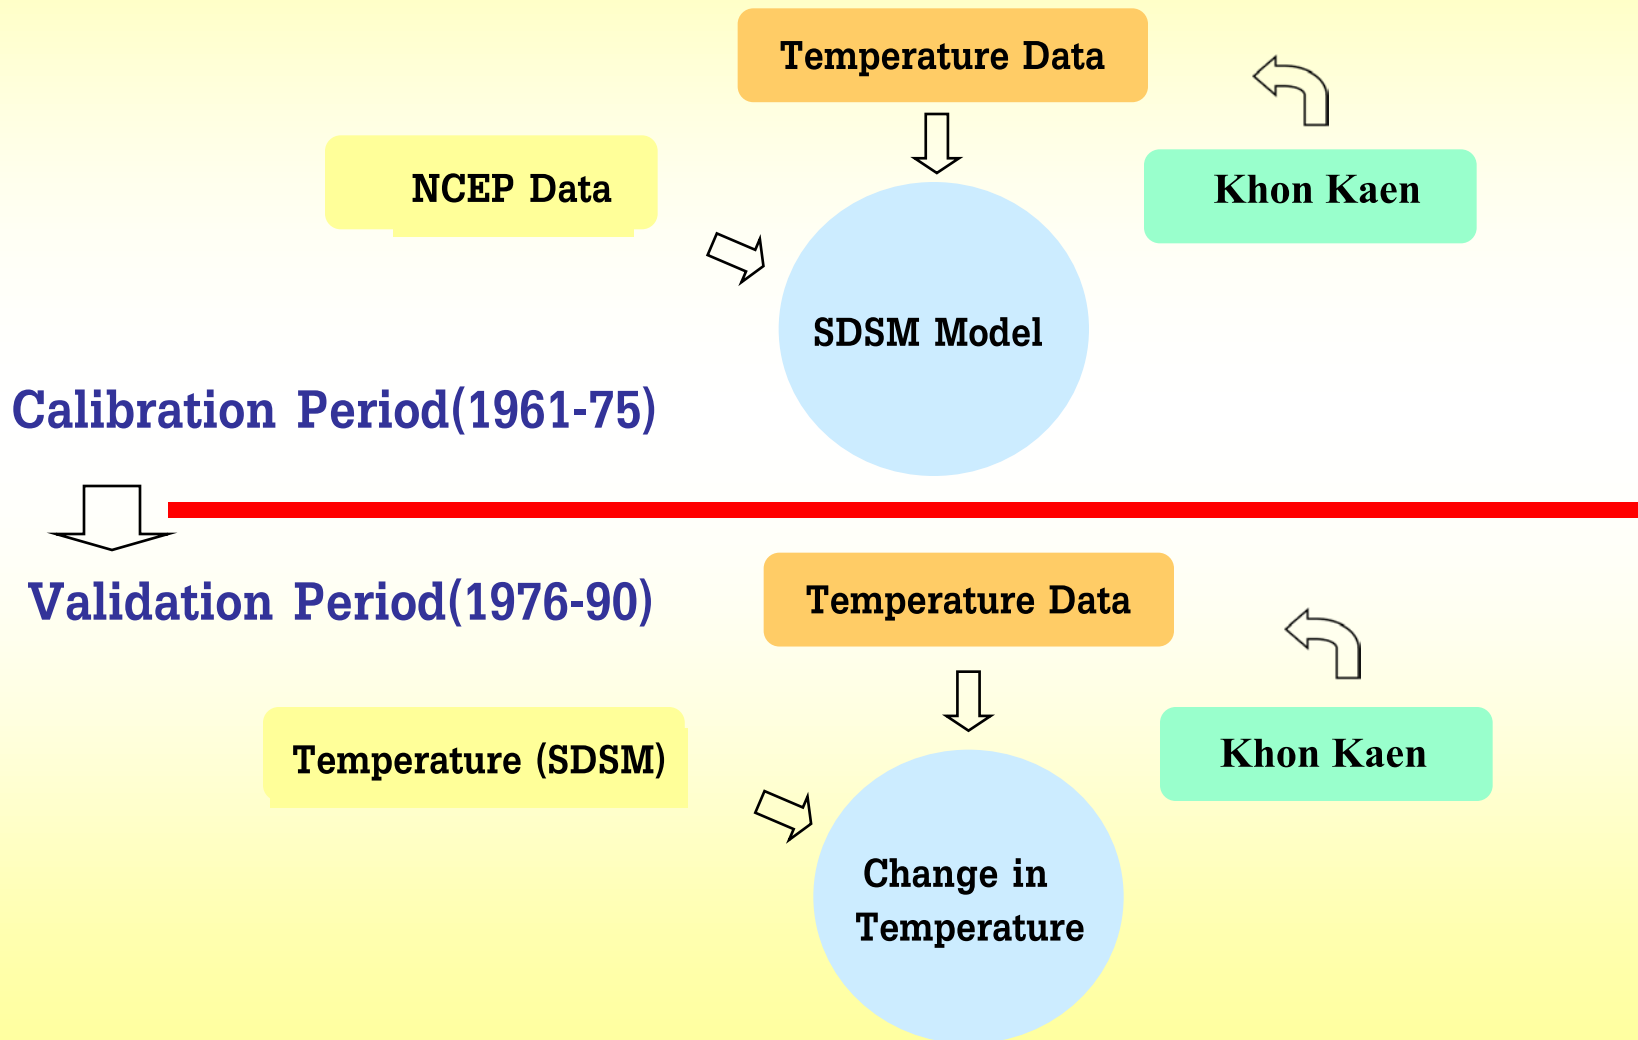 Temperature Data
NCEP Data
Khon Kaen
SDSM Model
Calibration Period(1961-75)
Validation Period(1976-90)
Temperature Data
Temperature (SDSM)
Khon Kaen
Change in
Temperature